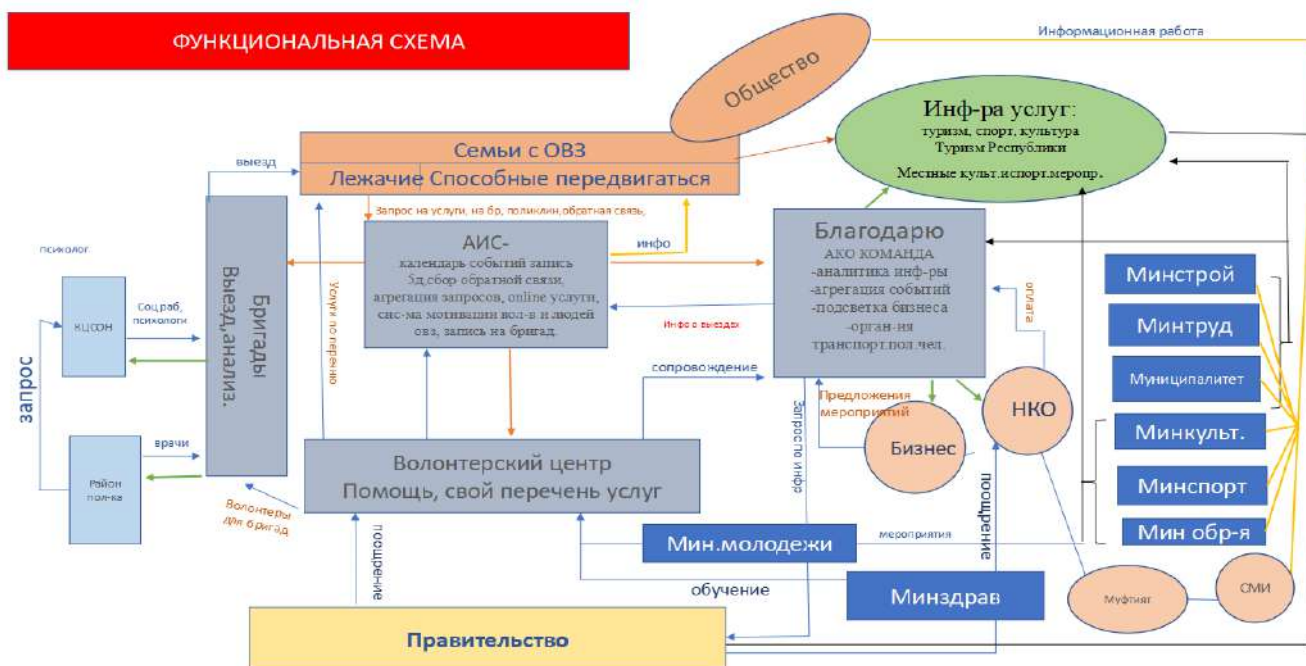 ФУНКЦИОНАЛЬНАЯ СХЕМА
Общество
Информационная работа
Инф-ра услуг:
туризм, спорт, культура
Туризм Республики
Местные культ.испорт.меропр.
Семьи с ОВЗ
Лежачие Способные передвигаться
выезд
Запрос на услуги, на бр, поликлин,обратная связь,
психолог.
Бригады
Выезд,анализ.
АИС-
календарь событий запись
бд,сбор обратной связи,
агрегация запросов, online услуги,
сис-ма мотивации вол-в и людей
овз, запись на бригад.
инфо
Благодарю
АКО КОМАНДА
-аналитика инф-ры
-агрегация событий
-подсветка бизнеса
-орган-ия
транспорт.пол.чел.
Инфо о выездах
оплата
Услуги по перечню
КЦСОН
Соц.раб,
психологи
запрос
Район
пол-ка
врачи
Волонтеры
для бригад
сопровождение
Предложения
мероприятий
Бизнес
НКО
Запрос по инфр
Минстрой
Минтруд
Муниципалитет
Минкульт.
Минспорт
Мин обр-я
Волонтерский центр
Помощь, свой перечень услуг
поощрение
Мин.молодежи
мероприятия
поощрение
обучение
Минздрав
Муфтият
СМИ
Правительство